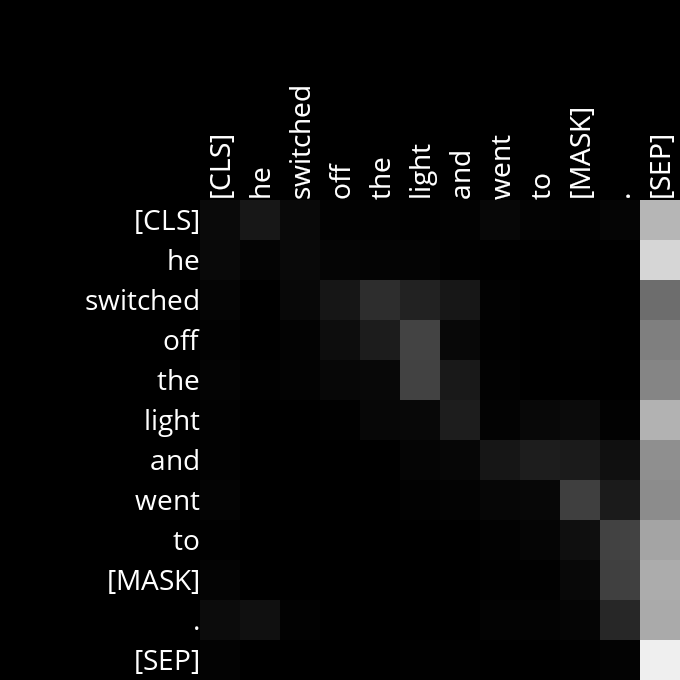 [CLS] he switched off the light and went to [MASK] . [SEP]
[CLS]
he
switched
off
the
light
and
went
to
[MASK]
.
[SEP]